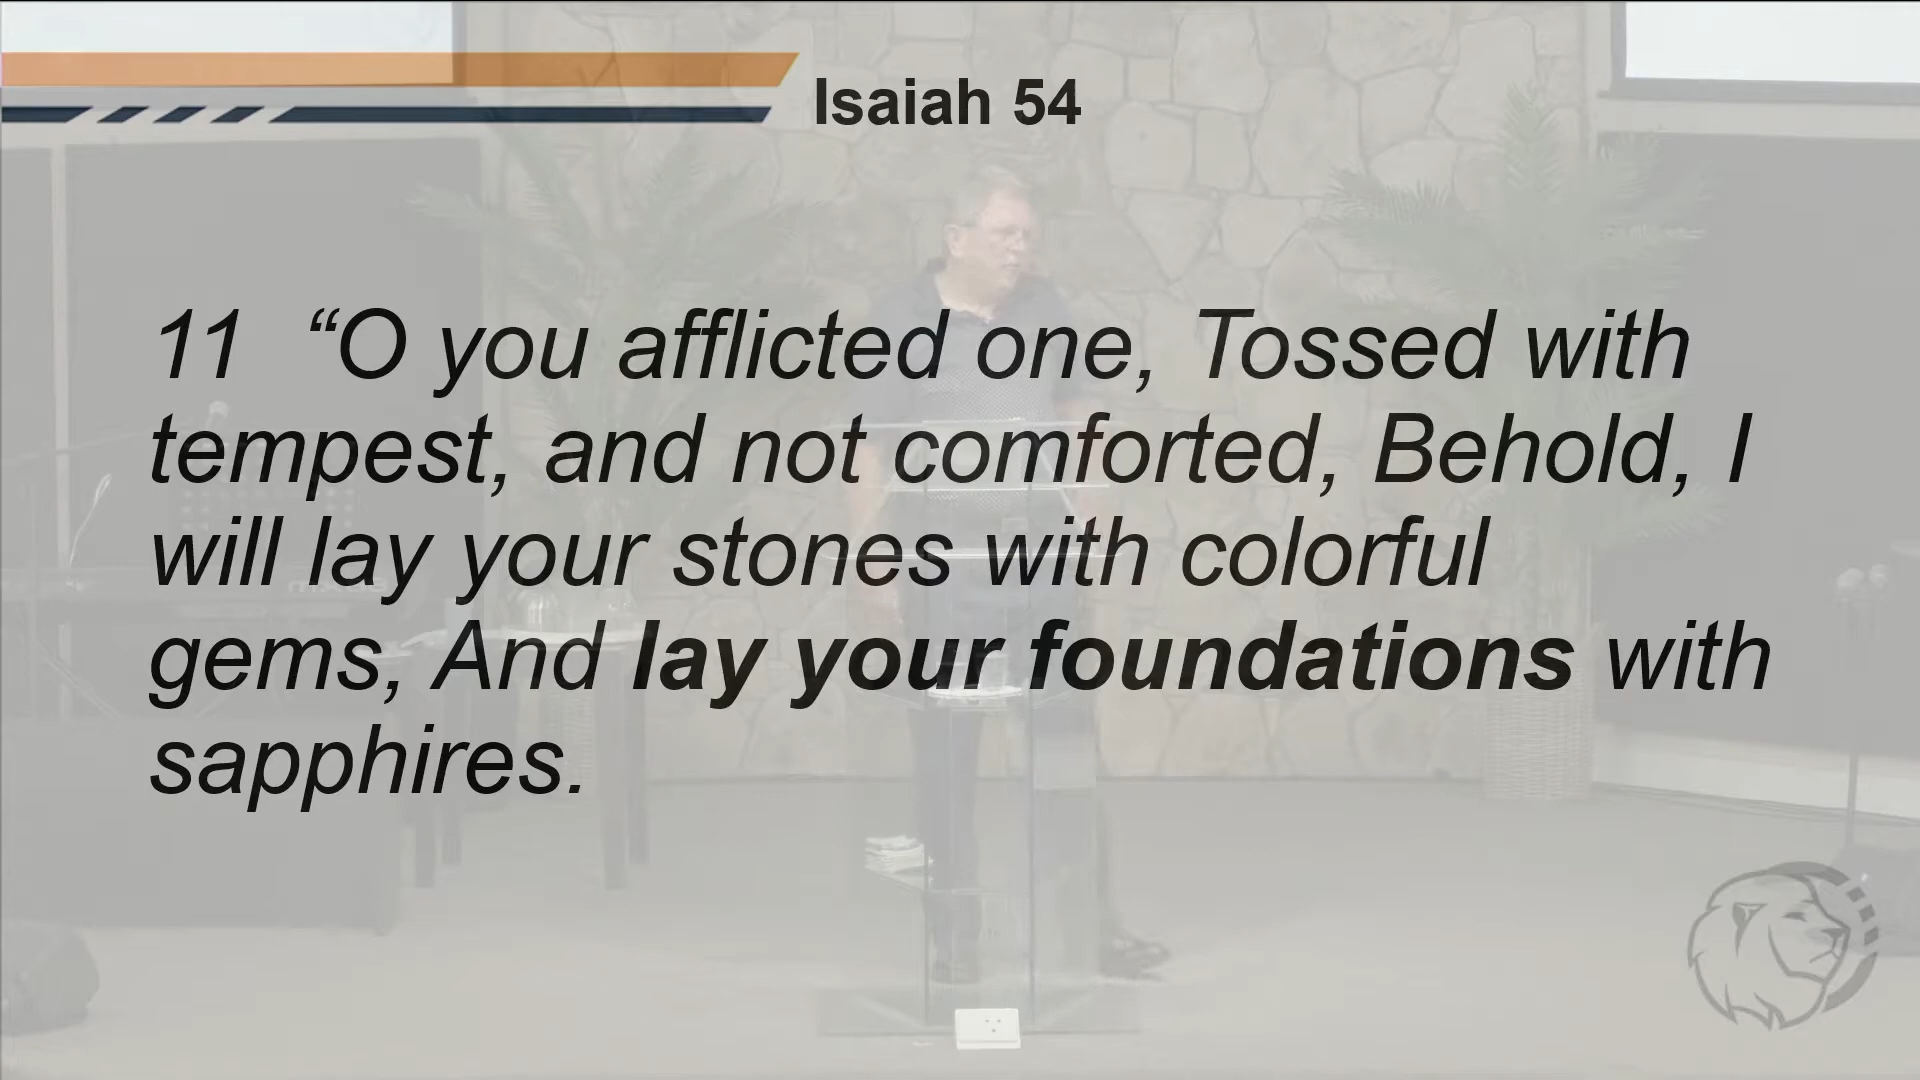 Isaiah 54
11 “O you afflicted one, Tossed with
tempest, and not comforted, Behold, I
will lay your stones with colorful
gems, And lay your foundations with
sapphires.